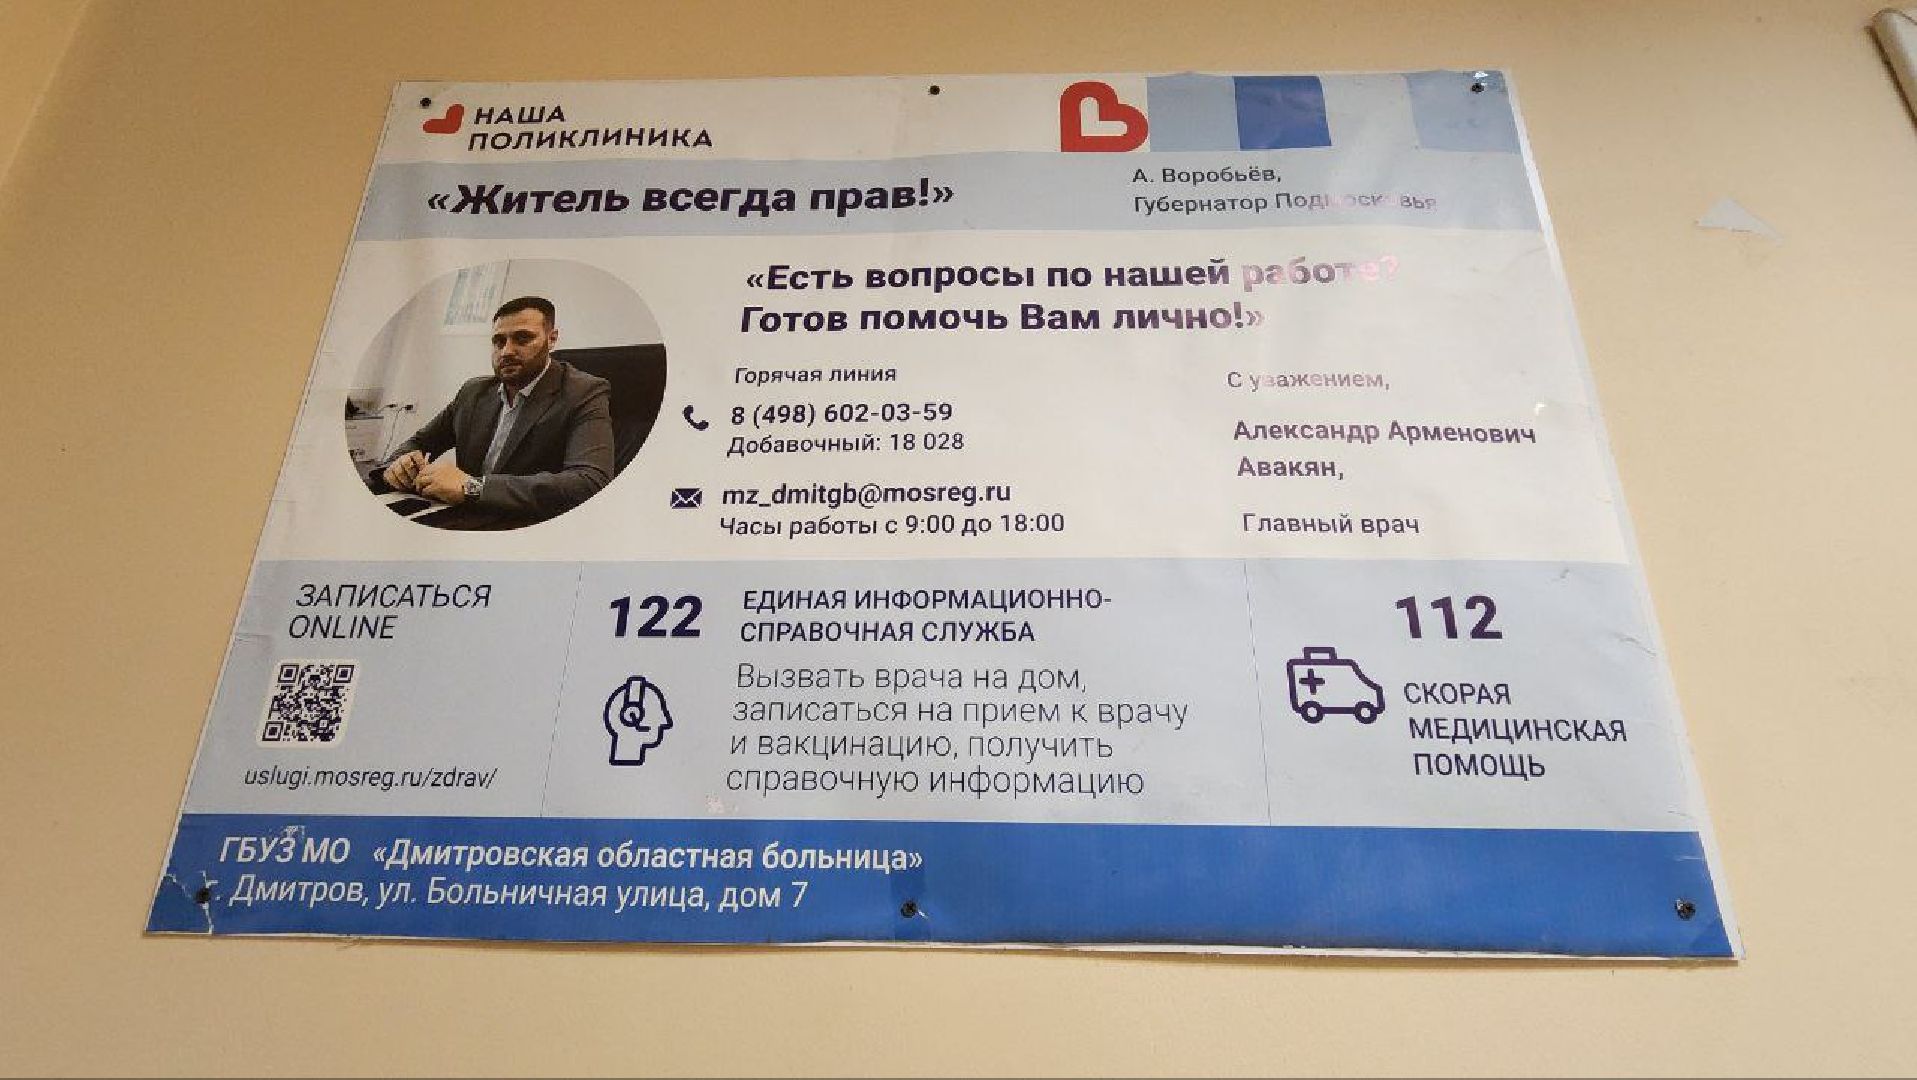 НАША
ПОЛИКЛИНИКА
«Житель всегда прав!»
А. Воробьёв,
Губернатор Подмосковья
«Есть вопросы по нашей работе?
Готов помочь Вам лично!»
Горячая линия
8 (498) 602-03-59
Добавочный: 18 028
mz_dmitgb@mosreg.ru
Часы работы с 9:00 до 18:00
С уважением,
Александр Арменович
Авакян,
Главный врач
ЗАПИСАТЬСЯ
ONLINE
uslugi.mosreg.ru/zdrav/
122
ЕДИНАЯ ИНФОРМАЦИОННО-
СПРАВОЧНАЯ СЛУЖБА
Вызвать врача на дом,
записаться на прием к врачу
и вакцинацию, получить
справочную информацию
112
СКОРАЯ
МЕДИЦИНСКАЯ
ПОМОЩЬ
ГБУЗ МО «Дмитровская областная больница»
г. Дмитров, ул. Больничная улица, дом 7